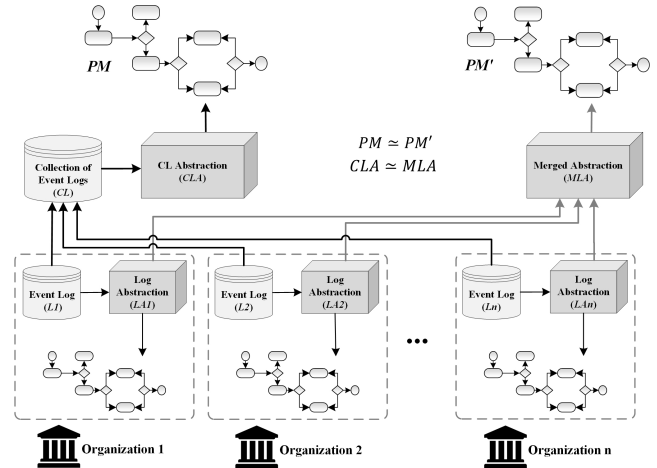 PM
PM'
Collection of
Event Logs
(CL)
CL Abstraction
(CLA)
PM ≃ PM'
CLA ≃ MLA
Merged Abstraction
(MLA)
Event Log
(L1)
Log
Abstraction
(LA1)
Event Log
(L2)
Log
Abstraction
(LA2)
...
Event Log
(Ln)
Log
Abstraction
(LAn)
Organization 1
Organization 2
Organization n